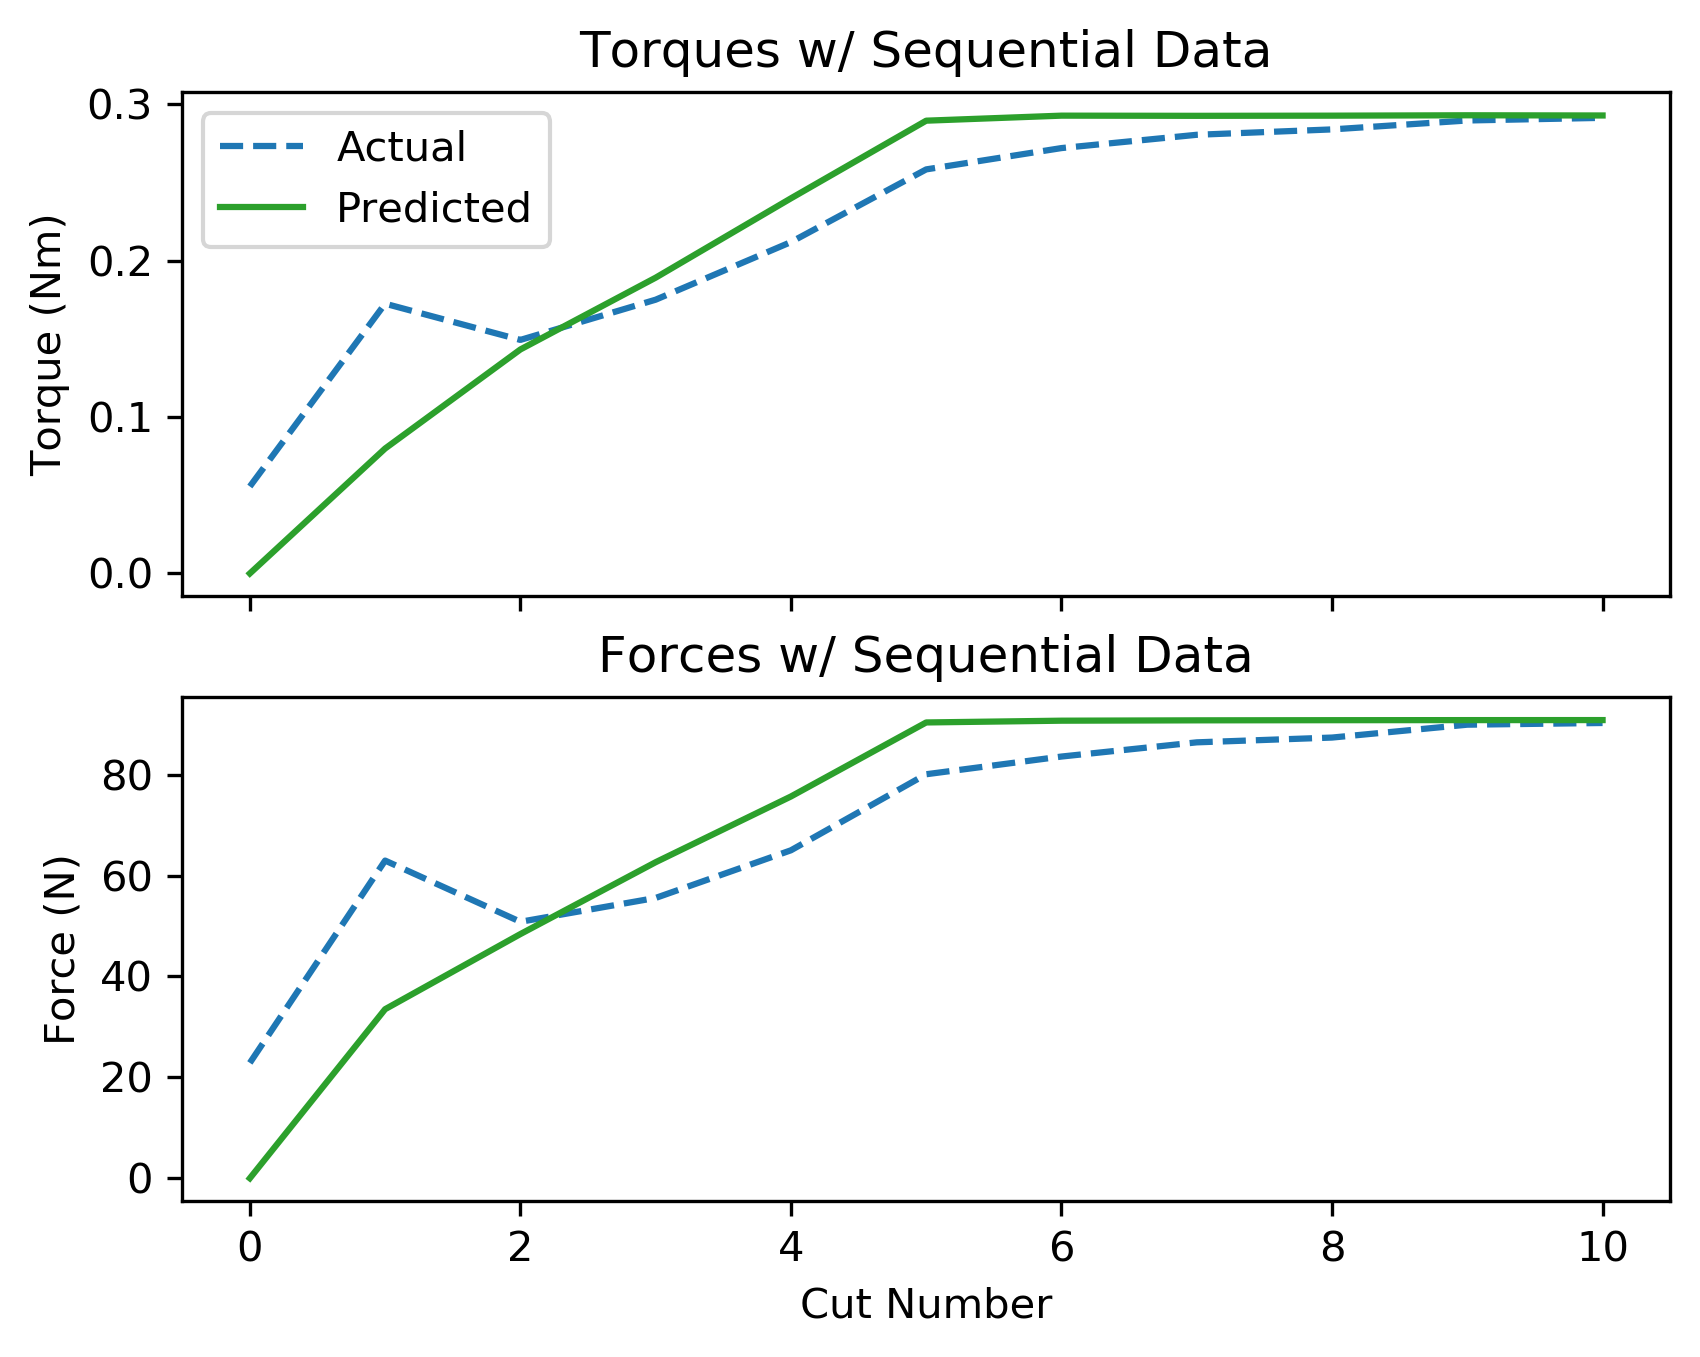 Torques w/ Sequential Data
0.3
0.2
0.1
0.0
Torque (Nm)
Actual
Predicted
Forces w/ Sequential Data
80
60
40
20
0
Force (N)
0 2 4 6 8 10
Cut Number